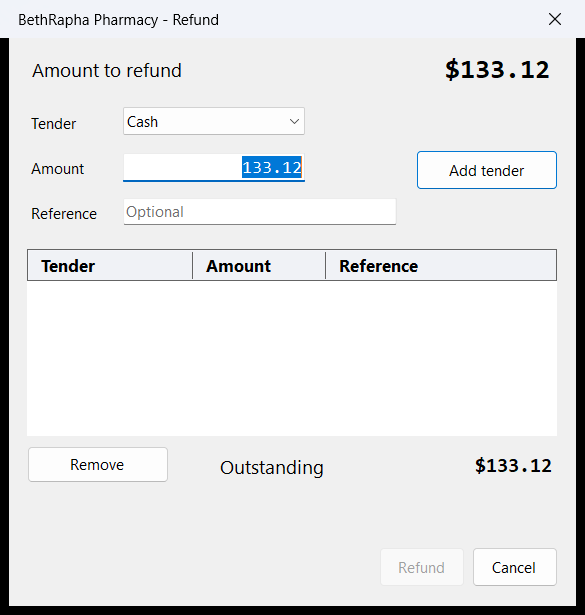 BethRapha Pharmacy - Refund
Amount to refund $133.12
Tender Cash
Amount 133.12 Add tender
Reference Optional
Tender Amount Reference
Remove Outstanding $133.12
Refund Cancel